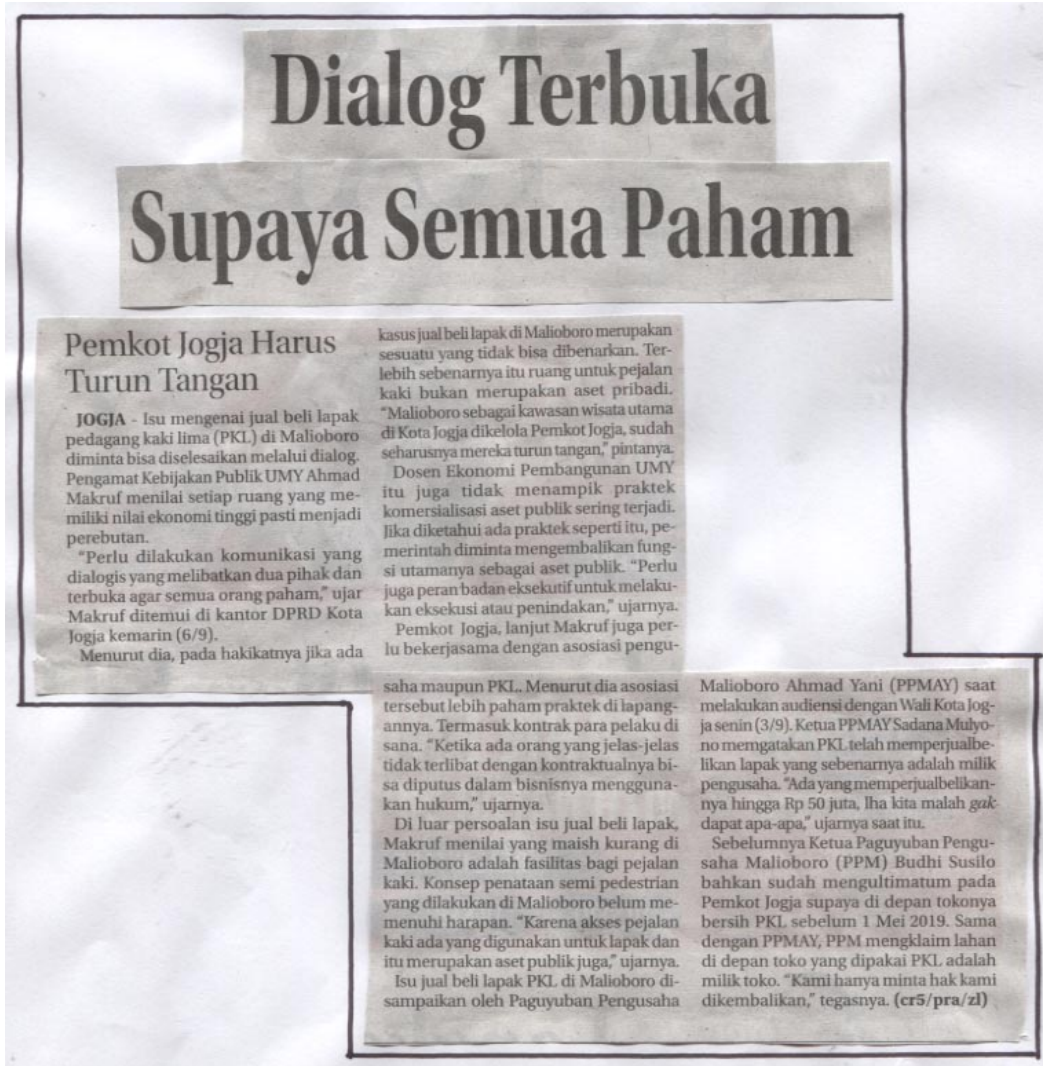 Dialog Terbuka
Supaya Semua Paham
Pemkot Jogja Harus
Turun Tangan
JOGJA - Isu mengenai jual beli lapak
pedagang kaki lima (PKL) di Malioboro
diminta bisa diselesaikan melalui dialog.
Pengamat Kebijakan Publik UMY Ahmad
Makruf menilai setiap ruang yang me-
miliki nilai ekonomi tinggi pasti menjadi
perebutan.
"Perlu dilakukan komunikasi yang
dialogis yang melibatkan dua pihak dan
terbuka agar semua orang paham," ujar
Makruf ditemui di kantor DPRD Kota
Jogja kemarin (6/9).
Menurut dia, pada hakikatnya jika ada
kasus jual beli lapak di Malioboro merupakan
sesuatu yang tidak bisa dibenarkan. Ter-
lebih sebenarnya itu ruang untuk pejalan
kaki bukan merupakan aset pribadi.
"Malioboro sebagai kawasan wisata utama
di Kota Jogja dikelola Pemkot Jogja, sudah
seharusnya mereka turun tangan," pintanya.
Dosen Ekonomi Pembangunan UMY
itu juga tidak menampik praktek
komersialisasi aset publik sering terjadi.
Jika diketahui ada praktek seperti itu, pe-
merintah diminta mengembalikan fung-
si utamanya sebagai aset publik. "Perlu
juga peran badan eksekutif untuk melaku-
kan eksekusi atau penindakan," ujarnya.
Pemkot Jogja, lanjut Makruf juga per-
lu bekerjasama dengan asosiasi pengu-
saha maupun PKL. Menurut dia asosiasi
tersebut lebih paham praktek di lapang-
annya. Termasuk kontrak para pelaku di
sana. "Ketika ada orang yang jelas-jelas
tidak terlibat dengan kontraktualnya bi-
sa diputus dalam bisnisnya mengguna-
kan hukum," ujarnya.
Di luar persoalan isu jual beli lapak,
Makruf menilai yang maish kurang di
Malioboro adalah fasilitas bagi pejalan
kaki. Konsep penataan semi pedestrian
yang dilakukan di Malioboro belum me-
menuhi harapan. "Karena akses pejalan
kaki ada yang digunakan untuk lapak dan
itu merupakan aset publik juga," ujarnya.
Isu jual beli lapak PKL di Malioboro di-
sampaikan oleh Paguyuban Pengusaha
Malioboro Ahmad Yani (PPMAY) saat
melakukan audiensi dengan Wali Kota Jog-
ja senin (3/9). Ketua PPMAY Sadana Mulyo-
no memgatakan PKL telah memperjualbe-
likan lapak yang sebenarnya adalah milik
pengusaha. "Ada yang memperjualbelikan-
nya hingga Rp 50 juta, lha kita malah gak
dapat apa-apa," ujarnya saat itu.
Sebelumnya Ketua Paguyuban Pengu-
saha Malioboro (PPM) Budhi Susilo
bahkan sudah mengultimatum pada
Pemkot Jogja supaya di depan tokonya
bersih PKL sebelum 1 Mei 2019. Sama
dengan PPMAY, PPM mengklaim lahan
di depan toko yang dipakai PKL adalah
milik toko. "Kami hanya minta hak kami
dikembalikan," tegasnya. (cr5/pra/zl)